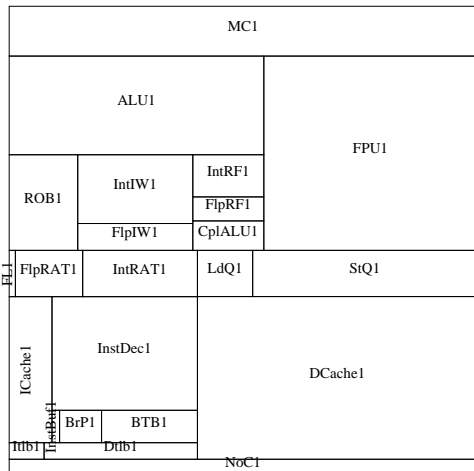 MC1
ALU1
FPU1
IntRF1
IntIW1
ROB1
FlpRF1
FlpIW1
CplALU1
FL1
FlpRAT1
IntRAT1
LdQ1
StQ1
ICache1
InstDec1
DCache1
InstBuf1
BrP1
BTB1
Itlb1
Dtlb1
NoC1